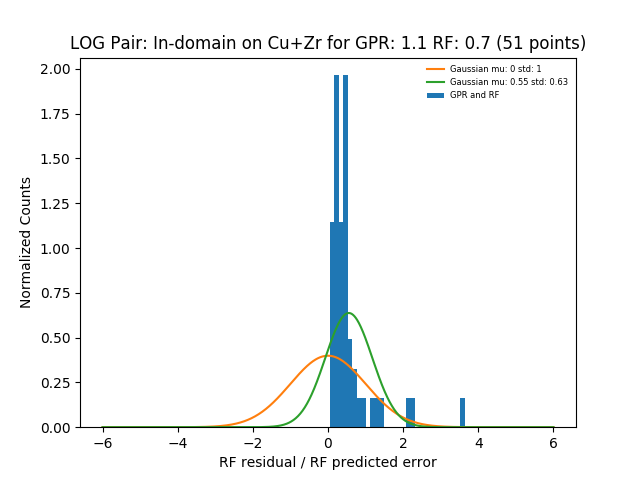 LOG Pair: In-domain on Cu+Zr for GPR: 1.1 RF: 0.7 (51 points)
Gaussian mu: 0 std: 1
Gaussian mu: 0.55 std: 0.63
GPR and RF
Normalized Counts
2.00
1.75
1.50
1.25
1.00
0.75
0.50
0.25
0.00
−6 −4 −2 0 2 4 6
RF residual / RF predicted error